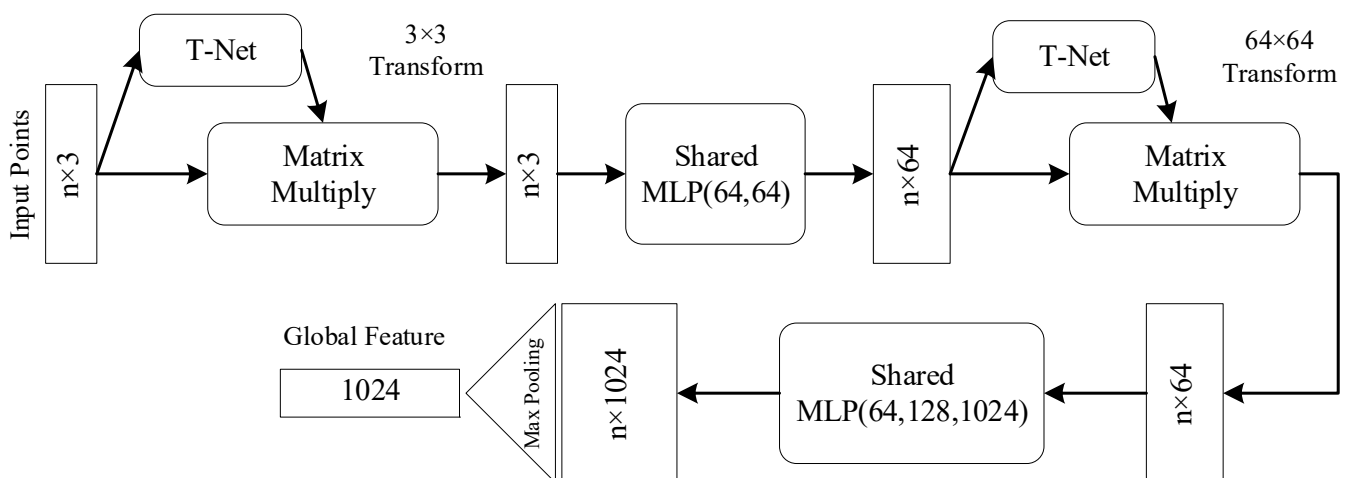 Input Points
n×3
T-Net
3×3
Transform
Matrix
Multiply
n×3
Shared
MLP(64,64)
n×64
T-Net
64×64
Transform
Matrix
Multiply
n×64
Shared
MLP(64,128,1024)
n×1024
Max Pooling
Global Feature
1024